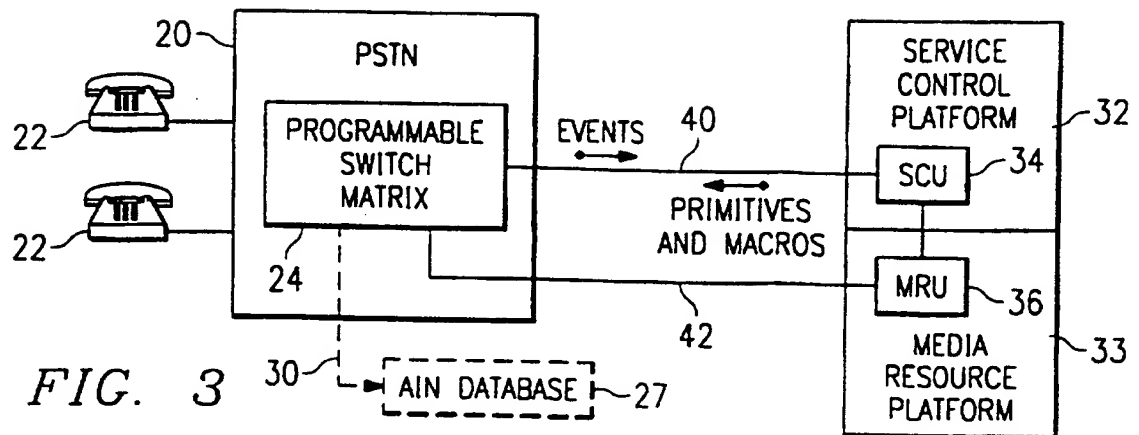 20
PSTN
22
22
PROGRAMMABLE
SWITCH
MATRIX
24
EVENTS
40
PRIMITIVES
AND MACROS
42
SERVICE
CONTROL
PLATFORM
32
SCU
34
MRU
36
MEDIA
RESOURCE
PLATFORM
33
30
AIN DATABASE
27
FIG. 3